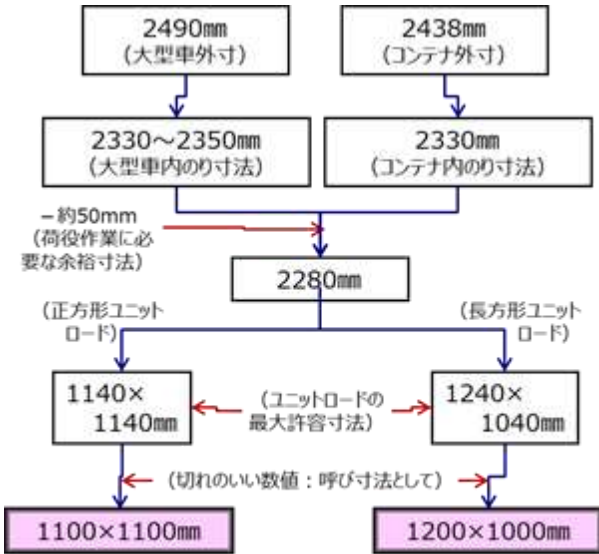 2490㎜
(大型車外寸)
2438㎜
(コンテナ外寸)
2330～2350㎜
(大型車内のり寸法)
2330㎜
(コンテナ内のり寸法)
－約50mm
(荷役作業に必
要な余裕寸法)
2280㎜
(正方形ユニット
ロード)
(長方形ユニット
ロード)
1140×
1140㎜
(ユニットロードの
最大許容寸法)
1240×
1040㎜
(切れのいい数値：呼び寸法として)
1100×1100㎜
1200×1000㎜